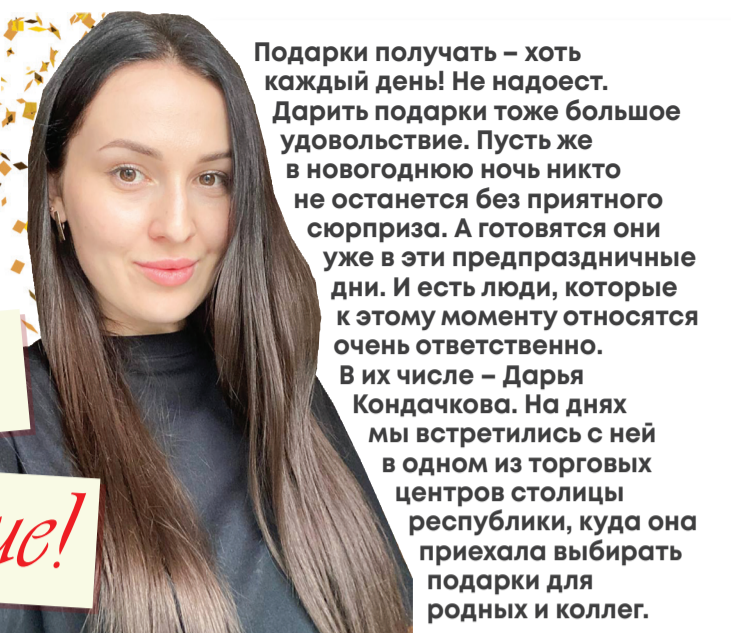 Подарки получать – хоть
каждый день! Не надоест.
Дарить подарки тоже большое
удовольствие. Пусть же
в новогоднюю ночь никто
не останется без приятного
сюрприза. А готовятся они
уже в эти предпраздничные
дни. И есть люди, которые
к этому моменту относятся
очень ответственно.
В их числе – Дарья
Кондачкова. На днях
мы встретились с ней
в одном из торговых
центров столицы
республики, куда она
приехала выбирать
подарки для
родных и коллег.
ие!